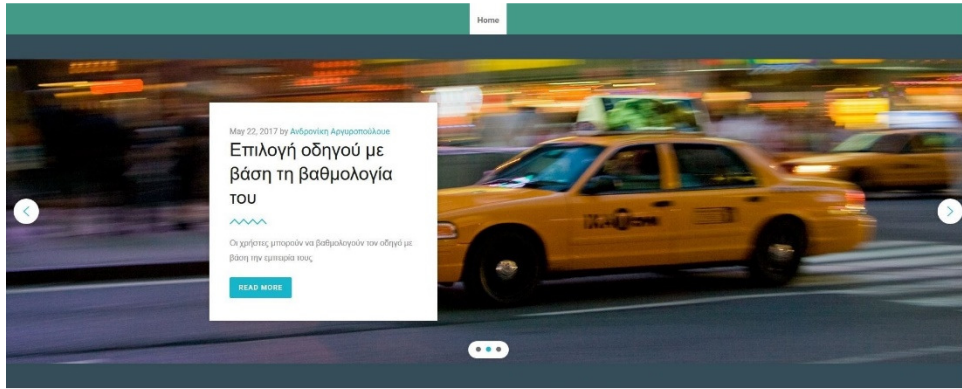 Home
May 22, 2017 by Ανδρονίκη Αργυροπούλουe
Επιλογή οδηγού με
βάση τη βαθμολογία
του
Οι χρήστες μπορούν να βαθμολογούν τον οδηγό με
βάση την εμπειρία τους
READ MORE